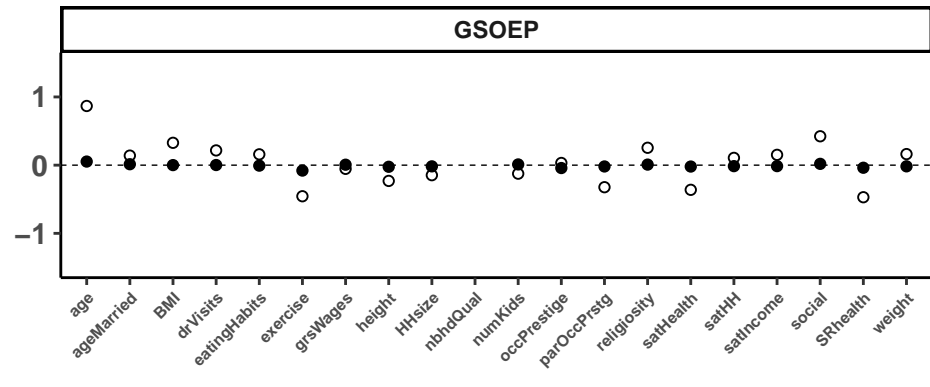 GSOEP
1
0
−1
age
ageMarried
BMI
drVisits
eatingHabits
exercise
grsWages
height
HHsize
nbhdQual
numKids
occPrestige
parOccPrstg
religiosity
satHealth
satHH
satIncome
social
SRhealth
weight